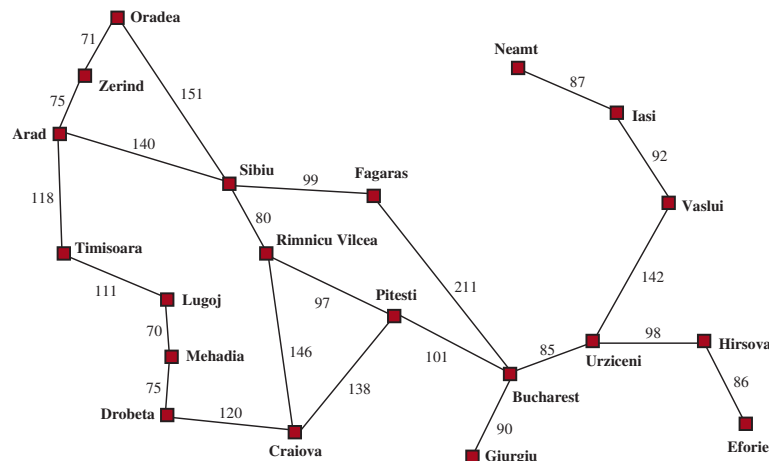 Oradea
Neamt
71
87
Zerind
151
75
Iasi
Arad
140
92
Sibiu
99
Fagaras
118
80
Vaslui
Timisoara
Rimnicu Vilcea
111
211
142
Lugoj
97
Pitesti
70
146
101
85
98
Hirsova
Mehadia
Urziceni
75
138
86
Bucharest
Drobeta
120
90
Craiova
Eforie
Giurgiu